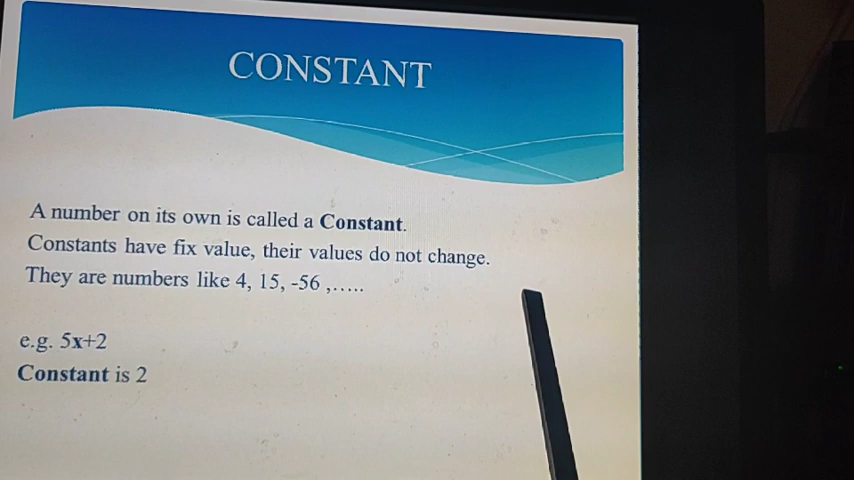 CONSTANT
A number on its own is called a Constant.
Constants have fix value, their values do not change.
They are numbers like 4, 15, -56 ,.....
e.g. 5x+2
Constant is 2